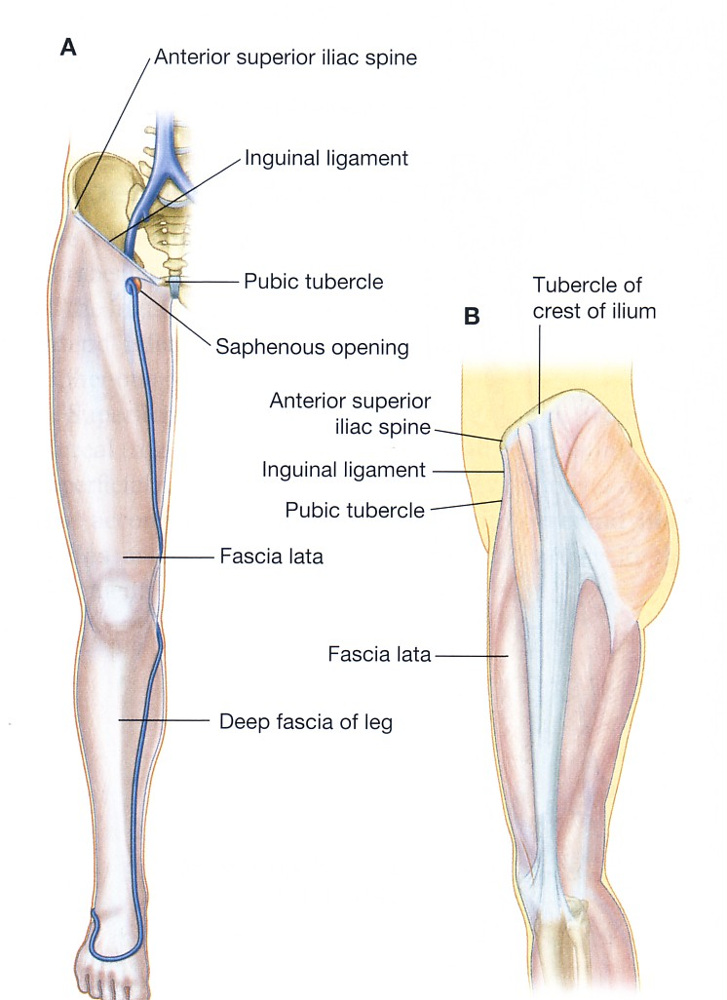 A
Anterior superior iliac spine
Inguinal ligament
Pubic tubercle
Saphenous opening
Fascia lata
Deep fascia of leg
B
Tubercle of
crest of ilium
Anterior superior
iliac spine
Inguinal ligament
Pubic tubercle
Fascia lata